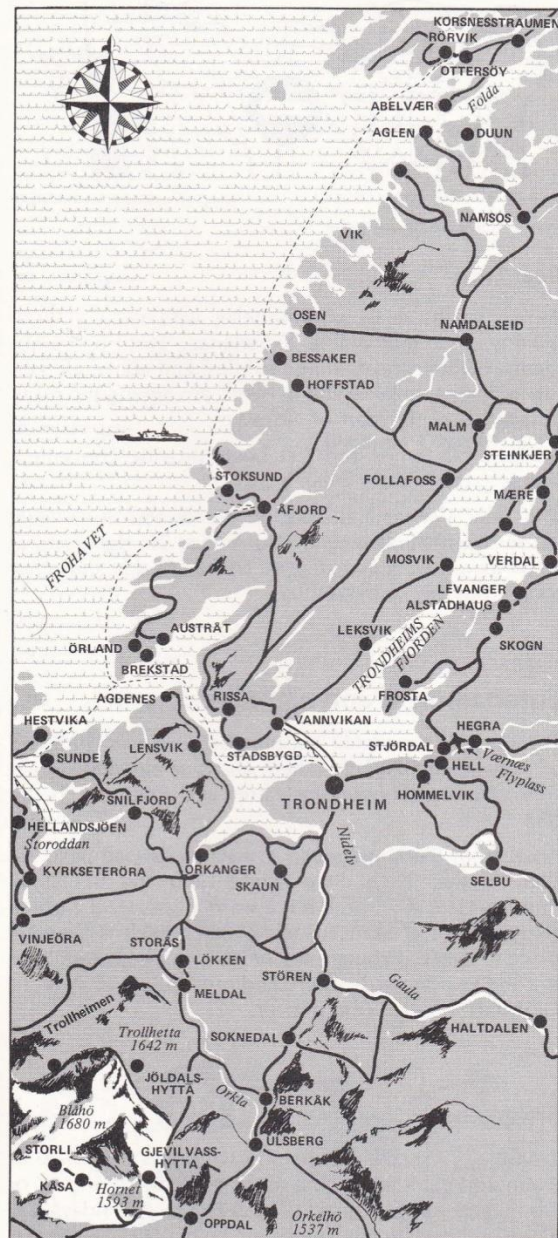 KORSNESSTRAUMEN
RÖRVIK
OTTERSÖY
ABELVÆR
Folda
AGLEN
DUUN
NAMSOS
VIK
OSEN
NAMDALSEID
BESSAKER
HOFFSTAD
MALM
STEINKJER
STOKSUND
FOLLAFOSS
MÆRE
ÅFJORD
FROHAVET
MOSVIK
VERDAL
LEVANGER
ALSTADHAUG
AUSTRÅT
ÖRLAND
BREKSTAD
LEKSVIK
TRONDHEIMS
FJORDEN
SKOGN
AGDENES
RISSA
FROSTA
HESTVIKA
VANNVIKAN
HEGRA
SUNDE
LENSVIK
STADSBYGD
STJÖRDAL
HELL
Værnes
Flyplass
SNILFJORD
TRONDHEIM
HOMMELVIK
HELLANDSJÖEN
Storoddan
Nidelv
KYRKSETERÖRA
ORKANGER
SKAUN
SELBU
VINJEÖRA
STORÅS
LÖKKEN
STÖREN
MELDAL
Gaula
Trollheimen
HALTDALEN
Trollhetta
1642 m
SOKNEDAL
JÖLDALS-
HYTTA
Orkla
BERKÅK
Blåhö
1680 m
ULSBERG
STORLI
GJEVILVASS-
HYTTA
KÅSA
Hornet
1593 m
OPPDAL
Orkelhö
1537 m